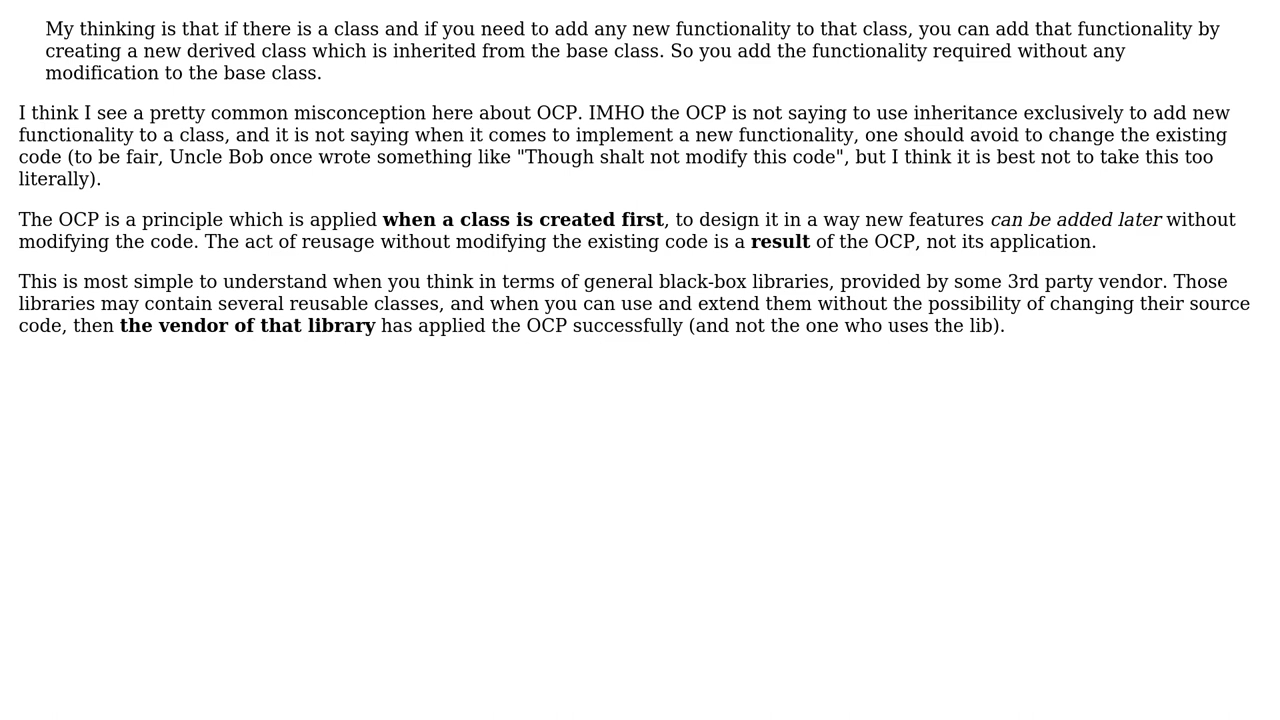 My thinking is that if there is a class and if you need to add any new functionality to that class, you can add that functionality by
creating a new derived class which is inherited from the base class. So you add the functionality required without any
modification to the base class.
I think I see a pretty common misconception here about OCP. IMHO the OCP is not saying to use inheritance exclusively to add new
functionality to a class, and it is not saying when it comes to implement a new functionality, one should avoid to change the existing
code (to be fair, Uncle Bob once wrote something like "Though shalt not modify this code", but I think it is best not to take this too
literally).
The OCP is a principle which is applied when a class is created first, to design it in a way new features can be added later without
modifying the code. The act of reusage without modifying the existing code is a result of the OCP, not its application.
This is most simple to understand when you think in terms of general black-box libraries, provided by some 3rd party vendor. Those
libraries may contain several reusable classes, and when you can use and extend them without the possibility of changing their source
code, then the vendor of that library has applied the OCP successfully (and not the one who uses the lib).